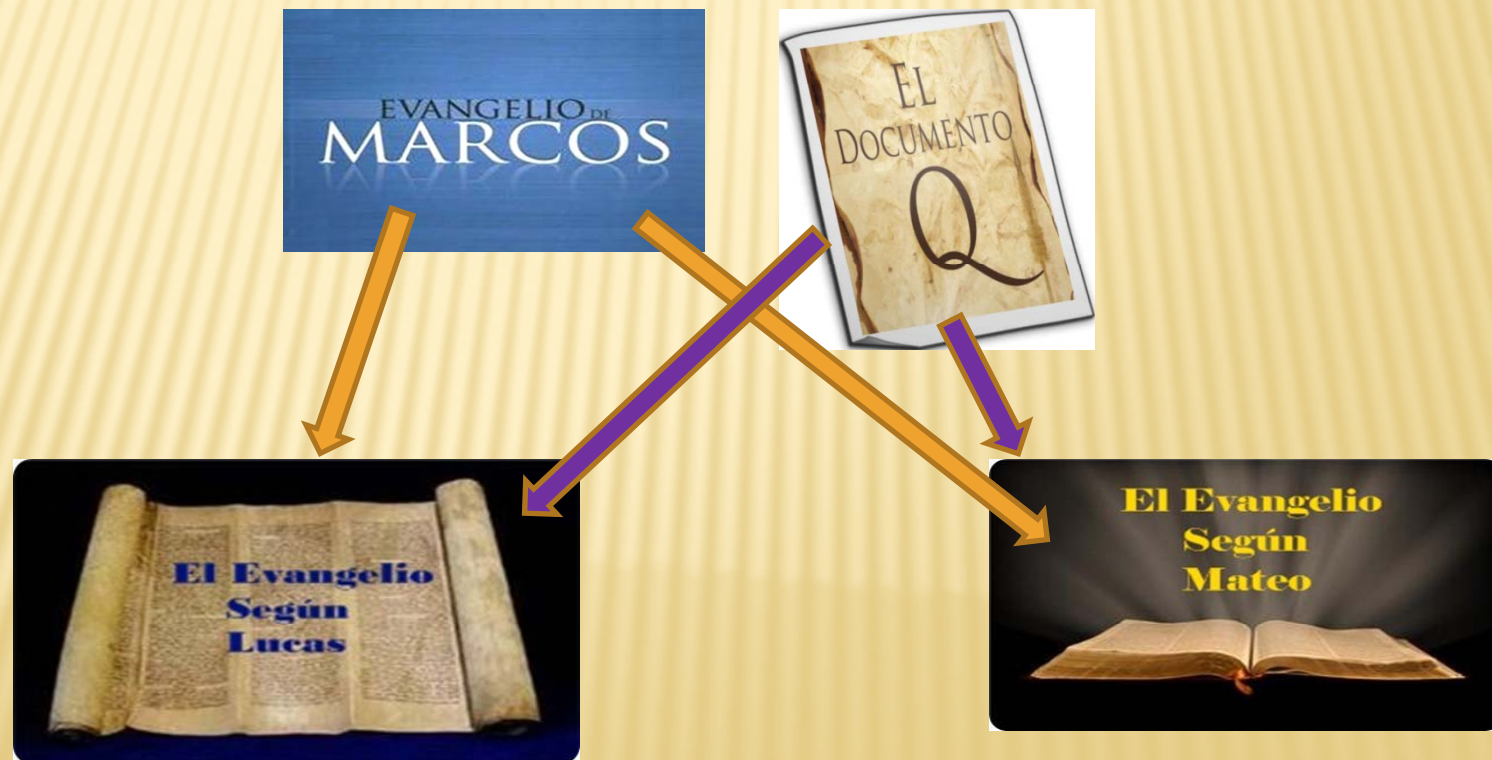 EVANGELIO DE
MARCOS
EL
DOCUMENTO
Q
El Evangelio
Según
Lucas
El Evangelio
Según
Mateo